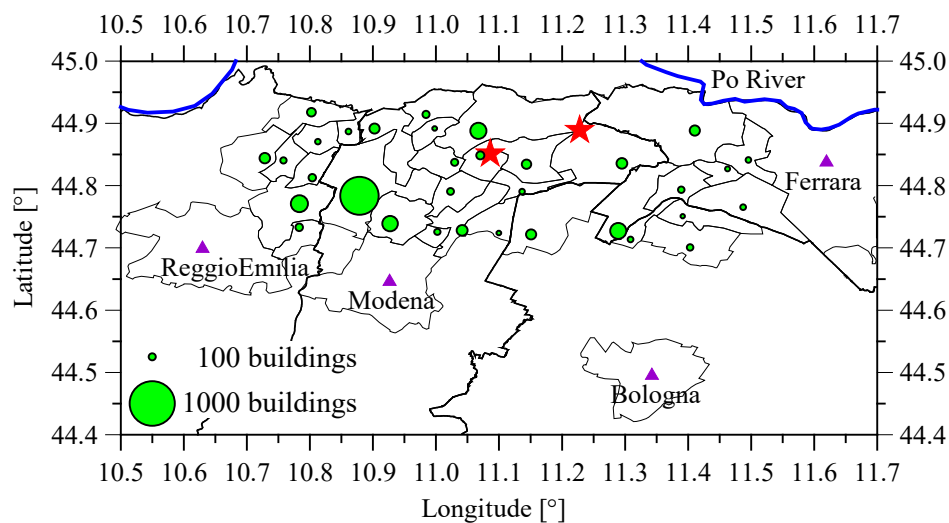 10.5 10.6 10.7 10.8 10.9 11.0 11.1 11.2 11.3 11.4 11.5 11.6 11.7
45.0 45.0
Po River
44.9 44.9
Ferrara
44.8 44.8
44.7 44.7
ReggioEmilia
Modena
44.6 44.6
100 buildings
44.5 44.5
Bologna
1000 buildings
44.4 44.4
10.5 10.6 10.7 10.8 10.9 11.0 11.1 11.2 11.3 11.4 11.5 11.6 11.7
Latitude [°]
Longitude [°]